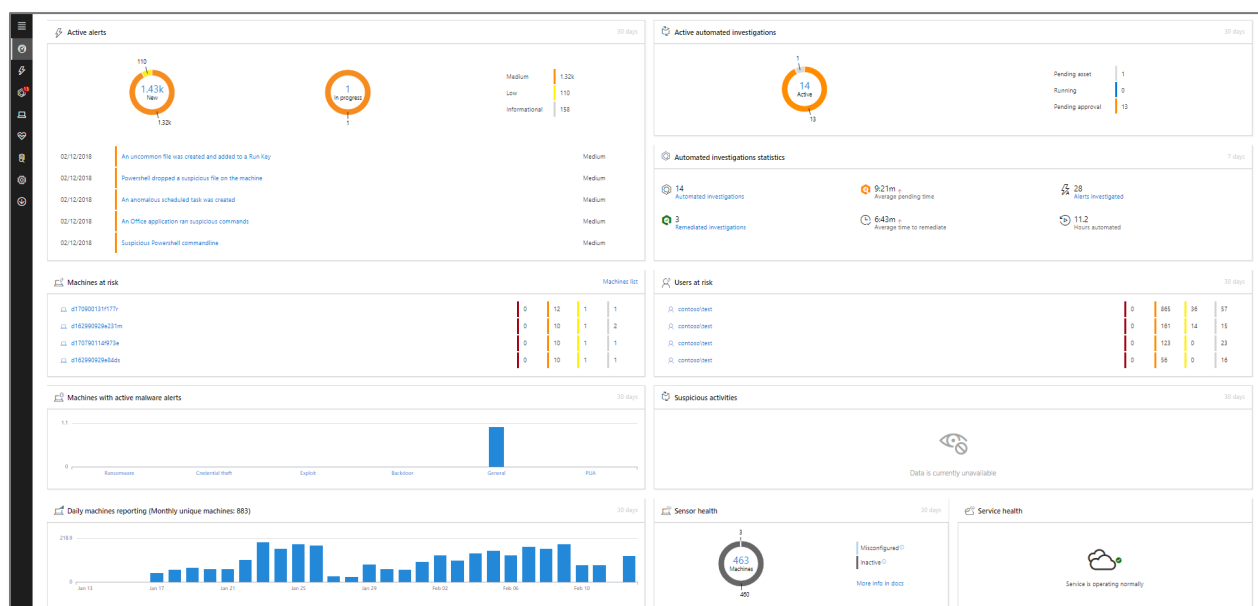 Active alerts
30 days
110
1.43k
New
1.32k
1
in progress
1
Medium 1.32k
Low 110
Informational 158
02/12/2018 An uncommon file was created and added to a Run Key Medium
02/12/2018 Powershell dropped a suspicious file on the machine Medium
02/12/2018 An anomalous scheduled task was created Medium
02/12/2018 An Office application ran suspicious commands Medium
02/12/2018 Suspicious Powershell commandline Medium
Active automated investigations
30 days
1
14
Active
13
Pending asset 1
Running 0
Pending approval 13
Automated investigations statistics
7 days
14
Automated investigations
9:21m
Average pending time
28
Alerts investigated
3
Remediated investigations
6:43m
Average time to remediate
11.2
Hours automated
Machines at risk
Machines list
d170900131f177r 0 12 1 1
d162990929e231m 0 10 1 2
d170790114f973e 0 10 1 1
d162990929e84dx 0 10 1 1
Users at risk
30 days
contoso\test 0 865 36 57
contoso\test 0 161 14 15
contoso\test 0 123 0 23
contoso\test 0 56 0 16
Machines with active malware alerts
30 days
1.1
0
Ransomware Credential theft Exploit Backdoor General PUA
Suspicious activities
30 days
Data is currently unavailable
Daily machines reporting (Monthly unique machines: 883)
30 days
218.9
0
Jan 13 Jan 17 Jan 21 Jan 25 Jan 29 Feb 02 Feb 06 Feb 10
Sensor health
30 days
3
463
Machines
460
Misconfigured
Inactive
More info in docs
Service health
Service is operating normally